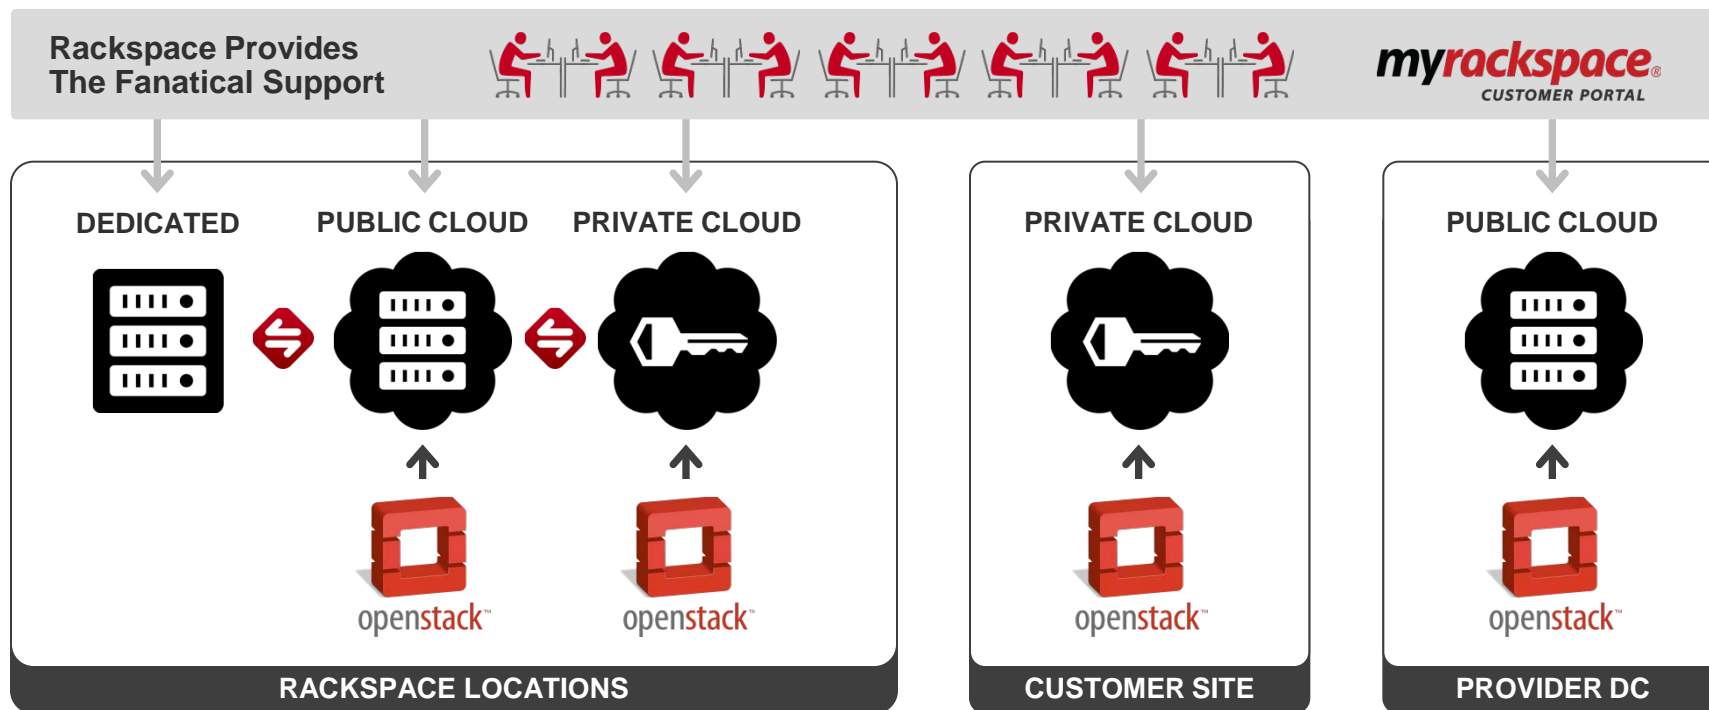 Rackspace Provides
The Fanatical Support
myrackspace®
CUSTOMER PORTAL
DEDICATED
PUBLIC CLOUD
PRIVATE CLOUD
PRIVATE CLOUD
PUBLIC CLOUD
openstack™
openstack™
openstack™
openstack™
RACKSPACE LOCATIONS
CUSTOMER SITE
PROVIDER DC